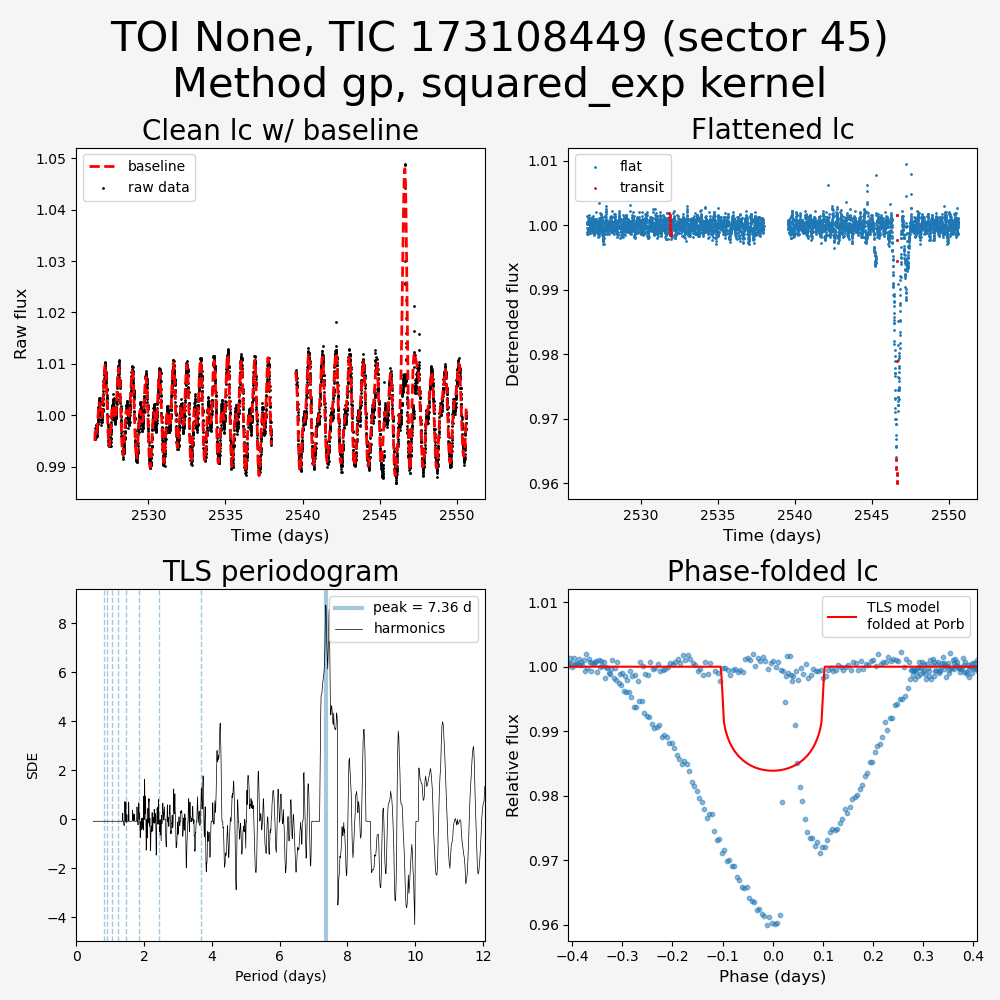 TOI None, TIC 173108449 (sector 45)
Method gp, squared_exp kernel
Clean lc w/ baseline
baseline
raw data
1.05
1.04
1.03
1.02
1.01
1.00
0.99
Raw flux
2530
2535
2540
2545
2550
Time (days)
Flattened lc
flat
transit
1.01
1.00
0.99
0.98
0.97
0.96
Detrended flux
2530
2535
2540
2545
2550
Time (days)
TLS periodogram
peak = 7.36 d
harmonics
8
6
4
2
0
−2
−4
SDE
0
2
4
6
8
10
12
Period (days)
Phase-folded lc
TLS model
folded at Porb
1.01
1.00
0.99
0.98
0.97
0.96
Relative flux
−0.4
−0.3
−0.2
−0.1
0.0
0.1
0.2
0.3
0.4
Phase (days)